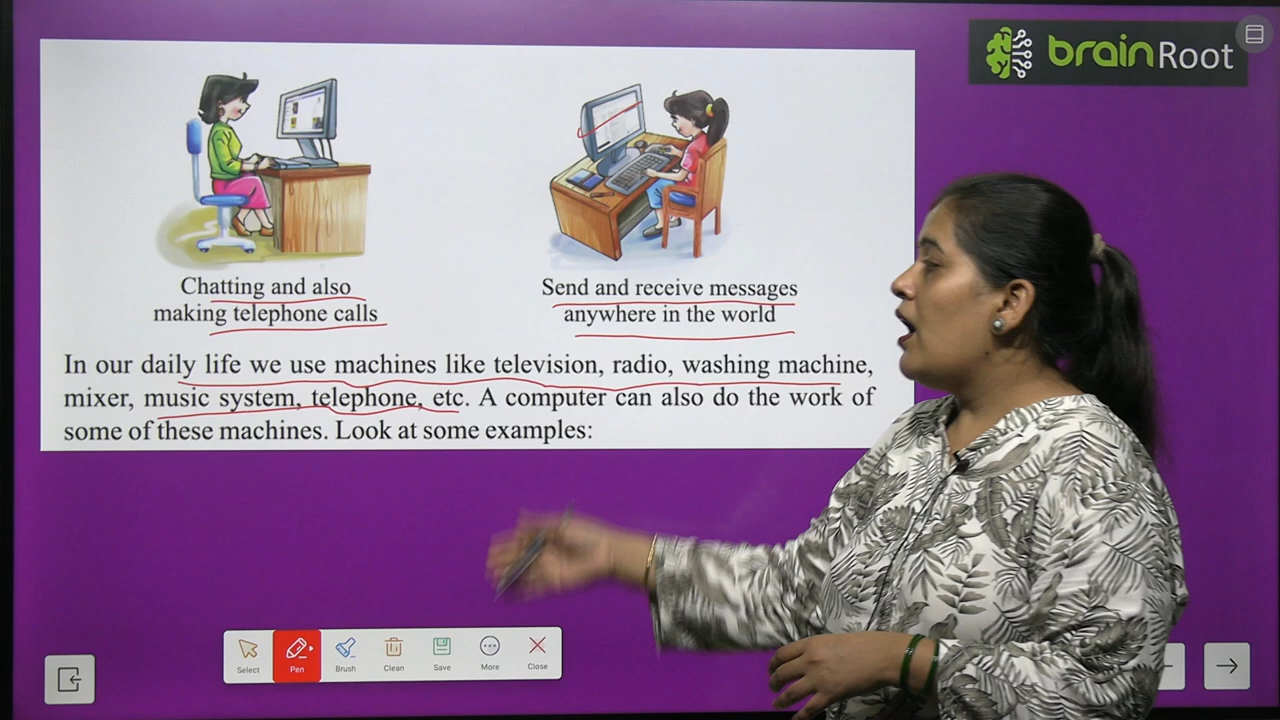 brainRoot
Chatting and also
making telephone calls
Send and receive messages
anywhere in the world
In our daily life we use machines like television, radio, washing machine,
mixer, music system, telephone, etc. A computer can also do the work of
some of these machines. Look at some examples:
Select
Pen
Brush
Clean
Save
More
Close